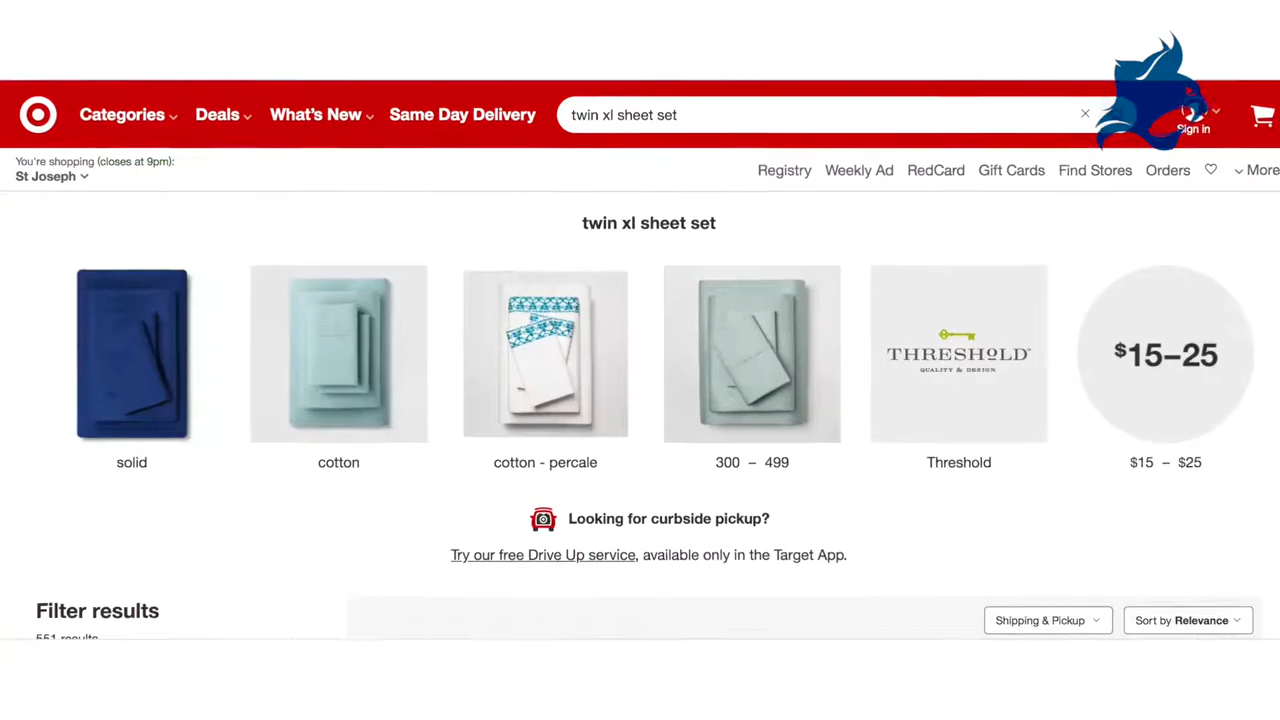 Categories Deals What's New Same Day Delivery twin xl sheet set Sign in
You're shopping (closes at 9pm):
St Joseph Registry Weekly Ad RedCard Gift Cards Find Stores Orders More
twin xl sheet set
THRESHOLD
QUALITY & DESIGN
$15–25
solid cotton cotton - percale 300 – 499 Threshold $15 – $25
Looking for curbside pickup?
Try our free Drive Up service, available only in the Target App.
Filter results Shipping & Pickup Sort by Relevance
551 results